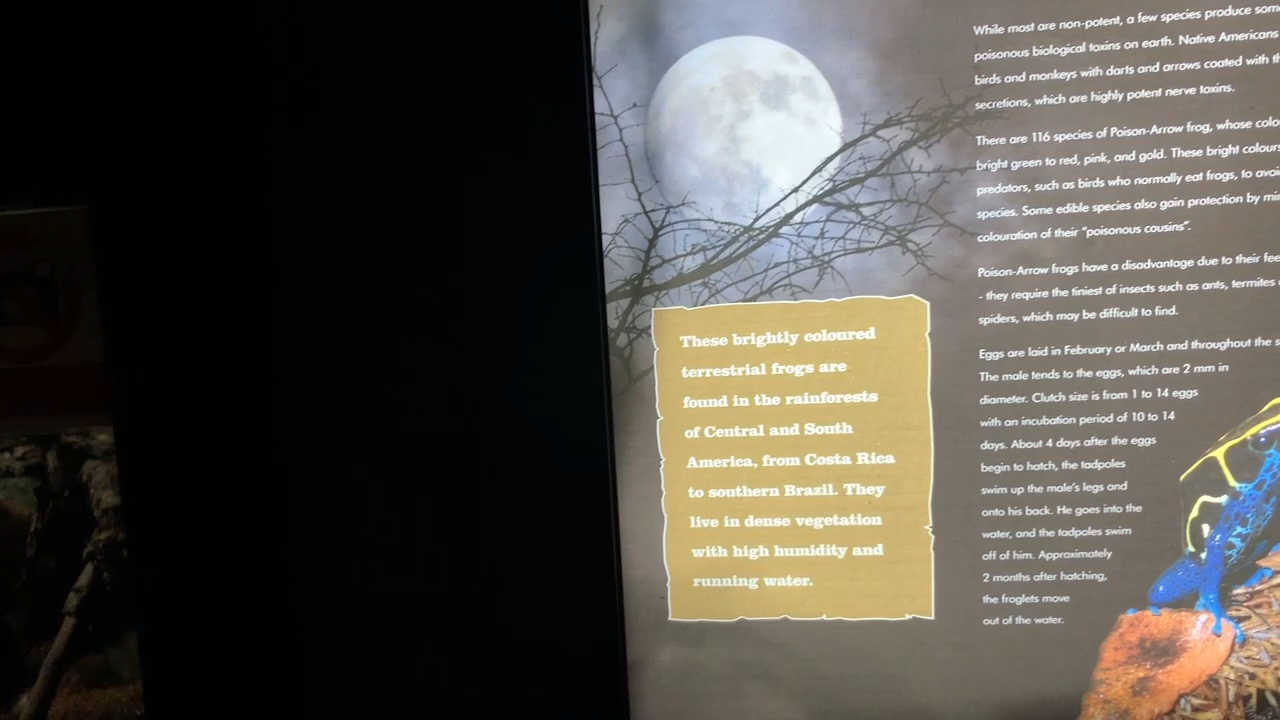 These brightly coloured
terrestrial frogs are
found in the rainforests
of Central and South
America, from Costa Rica
to southern Brazil. They
live in dense vegetation
with high humidity and
running water.
While most are non-potent, a few species produce
poisonous biological toxins on earth. Native Americans
birds and monkeys with darts and arrows coated with
secretions, which are highly potent nerve toxins.
There are 116 species of Poison-Arrow frog, whose
bright green to red, pink, and gold. These bright colours
predators, such as birds who normally eat frogs, to
species. Some edible species also gain protection by
colouration of their "poisonous cousins".
Poison-Arrow frogs have a disadvantage due to their
- they require the tiniest of insects such as ants, termites
spiders, which may be difficult to find.
Eggs are laid in February or March and throughout the
The male tends to the eggs, which are 2 mm in
diameter. Clutch size is from 1 to 14 eggs
with an incubation period of 10 to 14
days. About 4 days after the eggs
begin to hatch, the tadpoles
swim up the male's legs and
onto his back. He goes into the
water, and the tadpoles swim
off of him. Approximately
2 months after hatching,
the froglets move
out of the water.